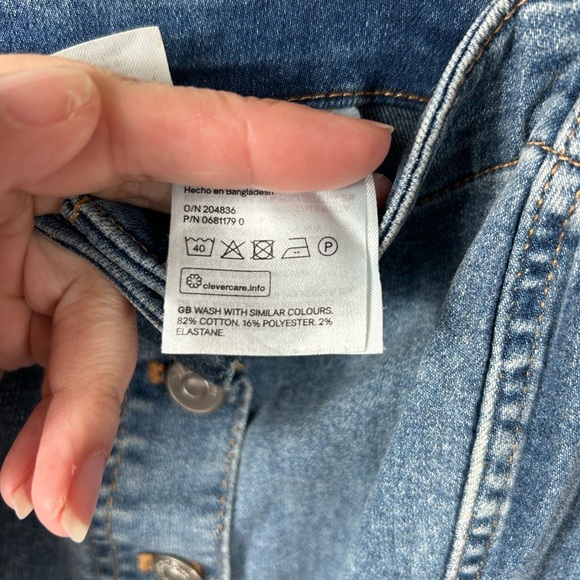 Hecho en Bangladesh
O/N 204836
P/N 0681179 0
40 P
clevercare.info
GB WASH WITH SIMILAR COLOURS.
82% COTTON. 16% POLYESTER. 2%
ELASTANE.